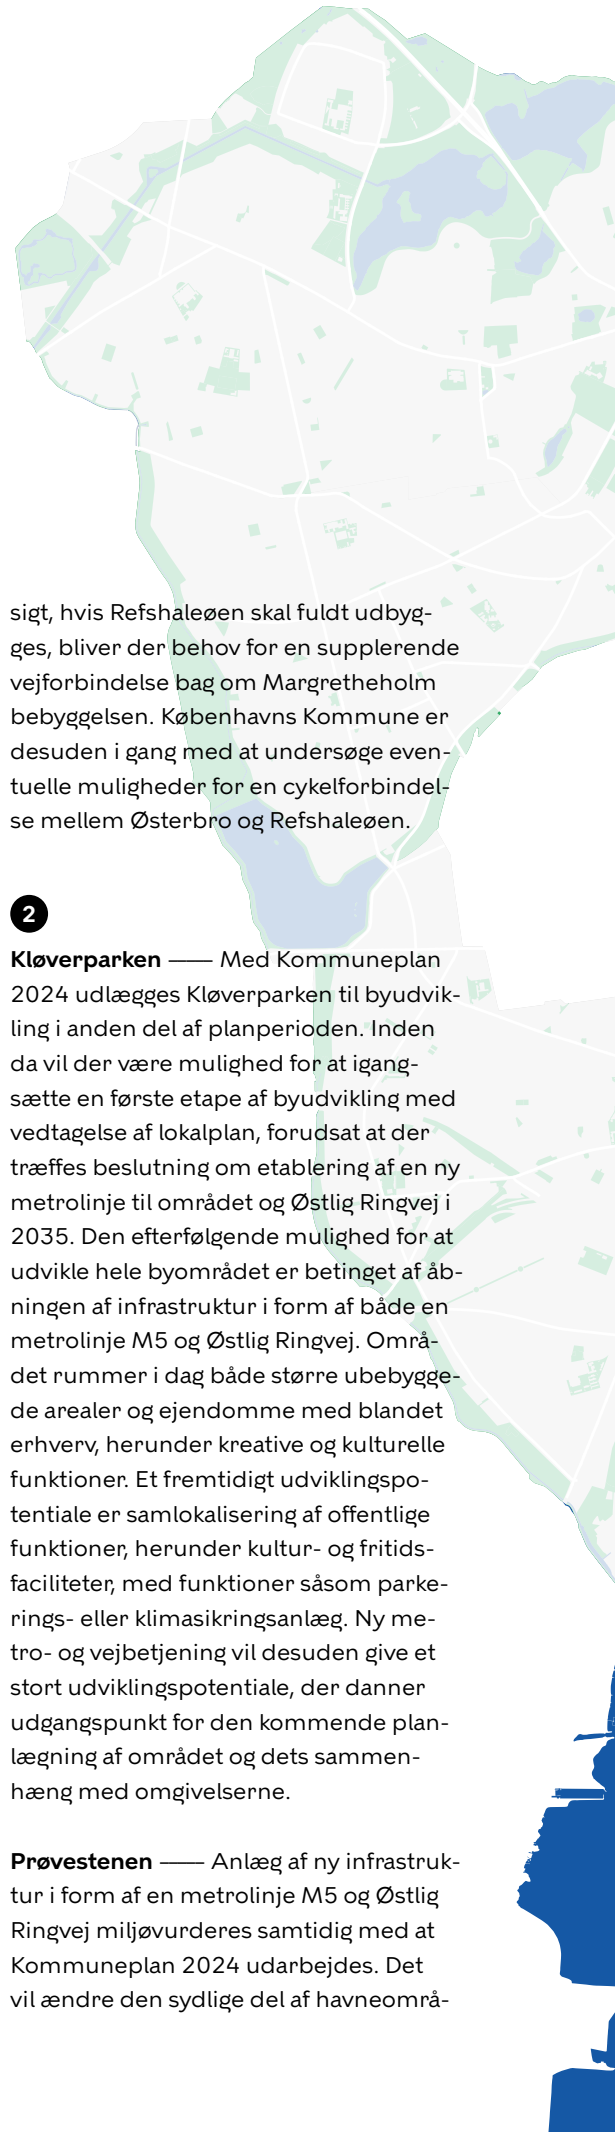 sigt, hvis Refshaleøen skal fuldt udbyg-
ges, bliver der behov for en supplerende
vejforbindelse bag om Margretheholm
bebyggelsen. Københavns Kommune er
desuden i gang med at undersøge even-
tuelle muligheder for en cykelforbindel-
se mellem Østerbro og Refshaleøen.
2
Kløverparken —— Med Kommuneplan
2024 udlægges Kløverparken til byudvik-
ling i anden del af planperioden. Inden
da vil der være mulighed for at igang-
sætte en første etape af byudvikling med
vedtagelse af lokalplan, forudsat at der
træffes beslutning om etablering af en ny
metrolinje til området og Østlig Ringvej i
2035. Den efterfølgende mulighed for at
udvikle hele byområdet er betinget af åb-
ningen af infrastruktur i form af både en
metrolinje M5 og Østlig Ringvej. Områ-
det rummer i dag både større ubebygge-
de arealer og ejendomme med blandet
erhverv, herunder kreative og kulturelle
funktioner. Et fremtidigt udviklingspo-
tentiale er samlokalisering af offentlige
funktioner, herunder kultur- og fritids-
faciliteter, med funktioner såsom parke-
rings- eller klimasikringsanlæg. Ny me-
tro- og vejbetjening vil desuden give et
stort udviklingspotentiale, der danner
udgangspunkt for den kommende plan-
lægning af området og dets sammen-
hæng med omgivelserne.
Prøvestenen —— Anlæg af ny infrastruk-
tur i form af en metrolinje M5 og Østlig
Ringvej miljøvurderes samtidig med at
Kommuneplan 2024 udarbejdes. Det
vil ændre den sydlige del af havneområ-